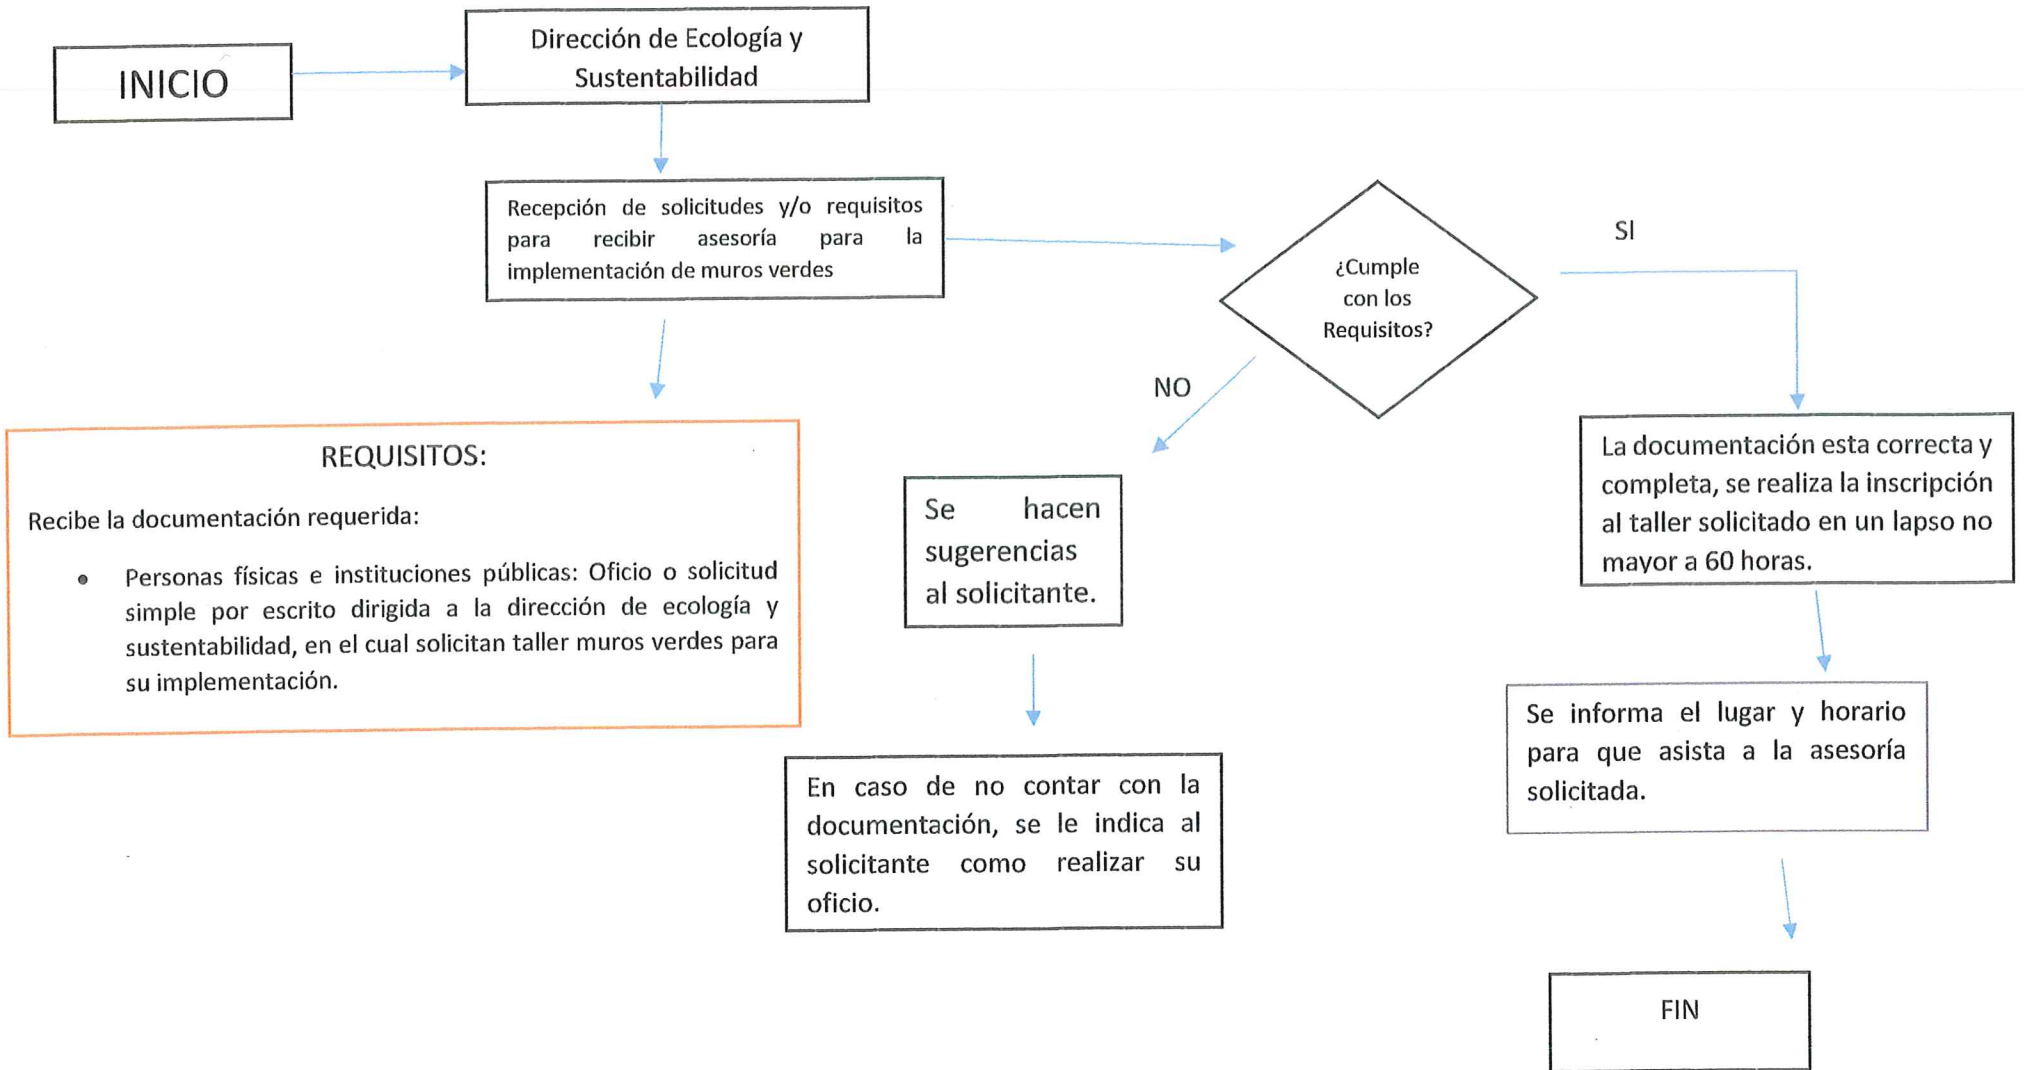 INICIO
Dirección de Ecología y
Sustentabilidad
Recepción de solicitudes y/o requisitos
para recibir asesoría para la
implementación de muros verdes
¿Cumple
con los
Requisitos?
SI
NO
REQUISITOS:
Recibe la documentación requerida:
• Personas físicas e instituciones públicas: Oficio o solicitud
simple por escrito dirigida a la dirección de ecología y
sustentabilidad, en el cual solicitan taller muros verdes para
su implementación.
Se hacen
sugerencias
al solicitante.
En caso de no contar con la
documentación, se le indica al
solicitante como realizar su
oficio.
La documentación esta correcta y
completa, se realiza la inscripción
al taller solicitado en un lapso no
mayor a 60 horas.
Se informa el lugar y horario
para que asista a la asesoría
solicitada.
FIN